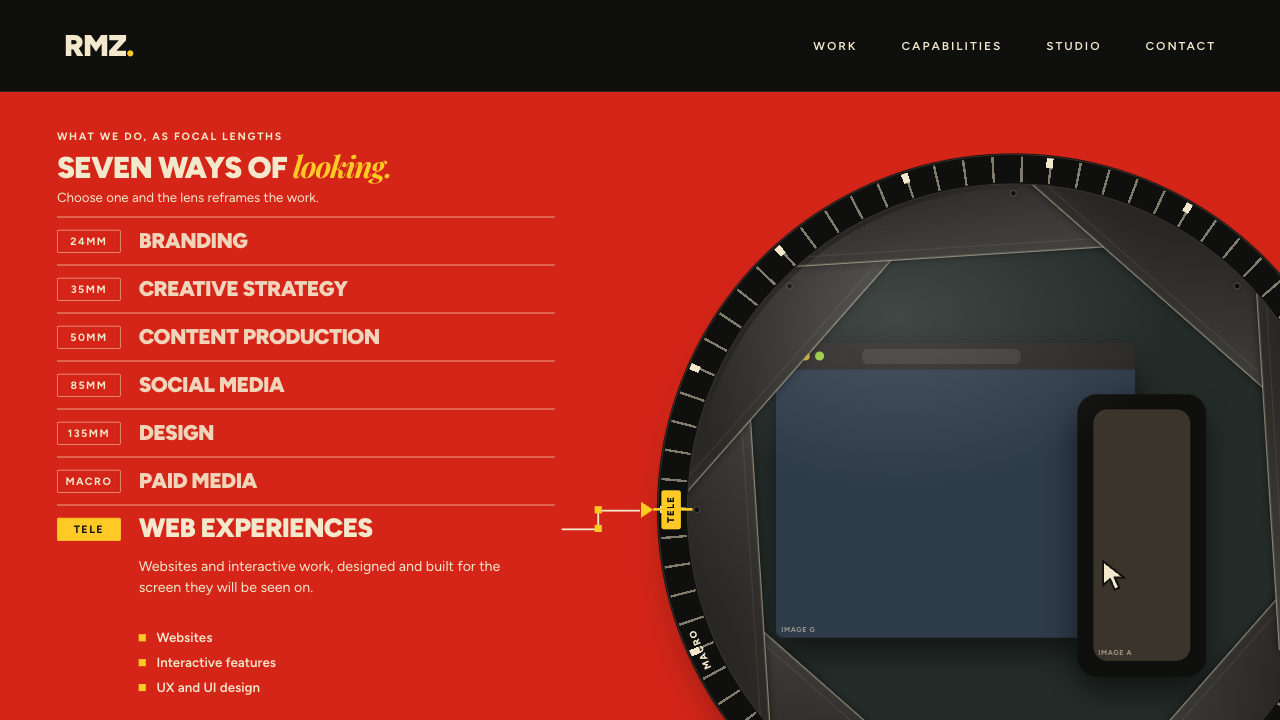 RMZ.
WORK CAPABILITIES STUDIO CONTACT
WHAT WE DO, AS FOCAL LENGTHS
SEVEN WAYS OF looking.
Choose one and the lens reframes the work.
24MM BRANDING
35MM CREATIVE STRATEGY
50MM CONTENT PRODUCTION
85MM SOCIAL MEDIA
135MM DESIGN
MACRO PAID MEDIA
TELE WEB EXPERIENCES
Websites and interactive work, designed and built for the
screen they will be seen on.
Websites
Interactive features
UX and UI design
TELE
MACRO
IMAGE G
IMAGE A